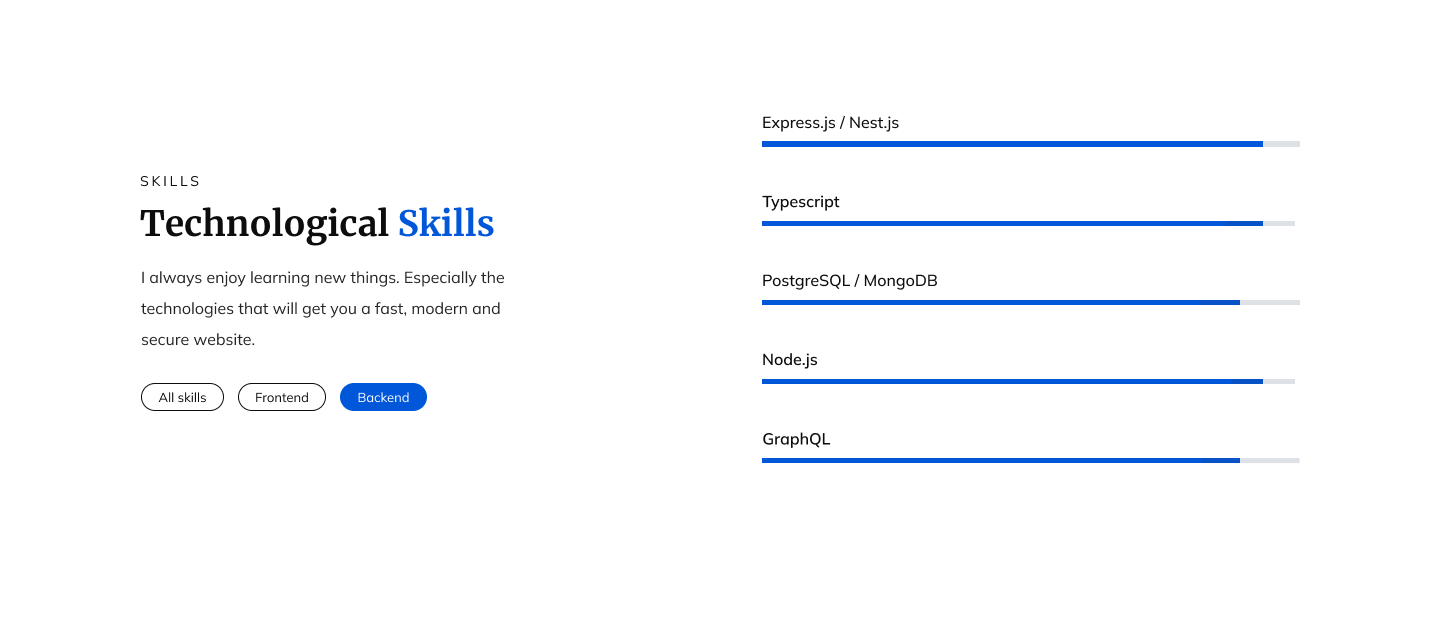 SKILLS
Technological Skills
I always enjoy learning new things. Especially the
technologies that will get you a fast, modern and
secure website.
All skills
Frontend
Backend
Express.js / Nest.js
Typescript
PostgreSQL / MongoDB
Node.js
GraphQL